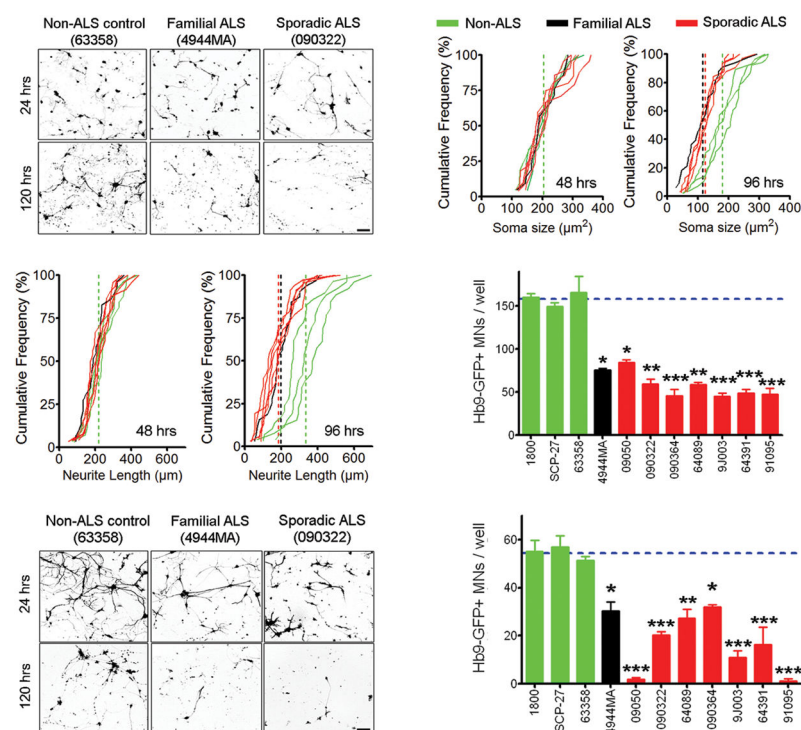 Non-ALS control Familial ALS Sporadic ALS
(63358) (4944MA) (090322)
24 hrs
120 hrs
Non-ALS Familial ALS Sporadic ALS
Cumulative Frequency (%)
100
75
50
25
0
0 100 200 300 400
Soma size (µm²)
48 hrs
Cumulative Frequency (%)
100
80
60
40
20
0
0 100 200 300 400
Soma size (µm²)
96 hrs
Cumulative Frequency (%)
100
75
50
25
0
0 200 400 600
Neurite Length (µm)
48 hrs
Cumulative Frequency (%)
100
75
50
25
0
0 200 400 600
Neurite Length (µm)
96 hrs
Hb9-GFP+ MNs / well
150
100
50
0
* * ** *** ** *** *** ***
1800 SCP-27 63358 4944MA 09050 090322 090364 64089 9J003 64391 91095
Non-ALS control Familial ALS Sporadic ALS
(63358) (4944MA) (090322)
24 hrs
120 hrs
Hb9-GFP+ MNs / well
60
40
20
0
* *** *** ** * *** *** ***
1800 SCP-27 63358 4944MA 09050 090322 64089 090364 9J003 64391 91095